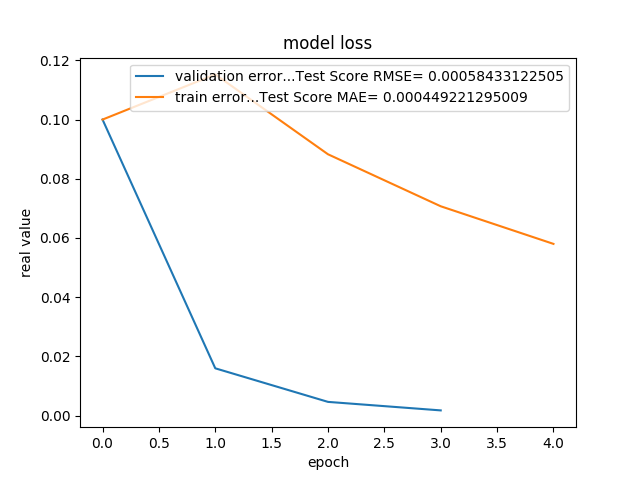 model loss
validation error...Test Score RMSE= 0.00058433122505
train error...Test Score MAE= 0.000449221295009
0.12
0.10
0.08
0.06
0.04
0.02
0.00
real value
0.0 0.5 1.0 1.5 2.0 2.5 3.0 3.5 4.0
epoch